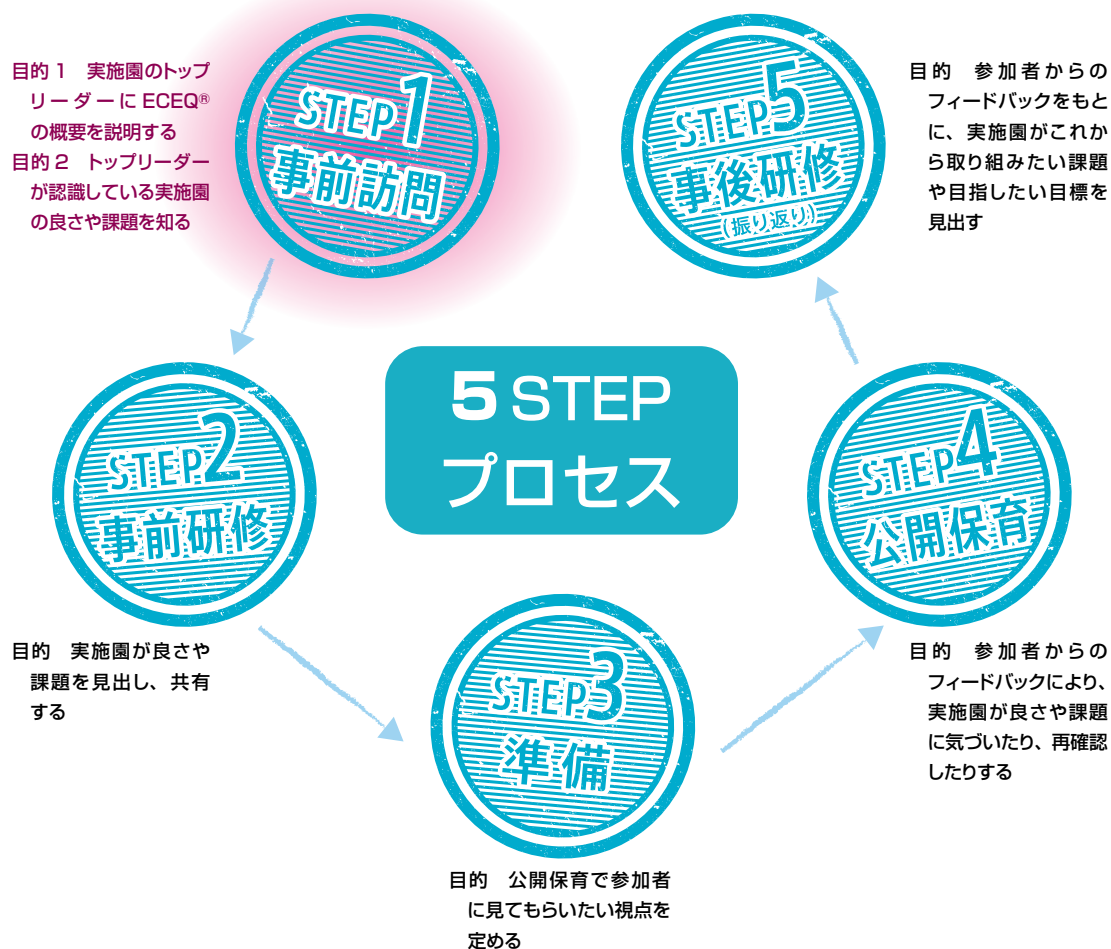 目的 1　実施園のトップ
リーダーに ECEQ®
の概要を説明する
目的 2　トップリーダー
が認識している実施園
の良さや課題を知る
STEP1
事前訪問
STEP5
事後研修
(振り返り)
目的　参加者からの
フィードバックをもと
に、実施園がこれか
ら取り組みたい課題
や目指したい目標を
見出す
5 STEP
プロセス
STEP2
事前研修
目的　実施園が良さや
課題を見出し、共有
する
STEP3
準備
目的　公開保育で参加者
に見てもらいたい視点を
定める
STEP4
公開保育
目的　参加者からの
フィードバックにより、
実施園が良さや課題
に気づいたり、再確認
したりする